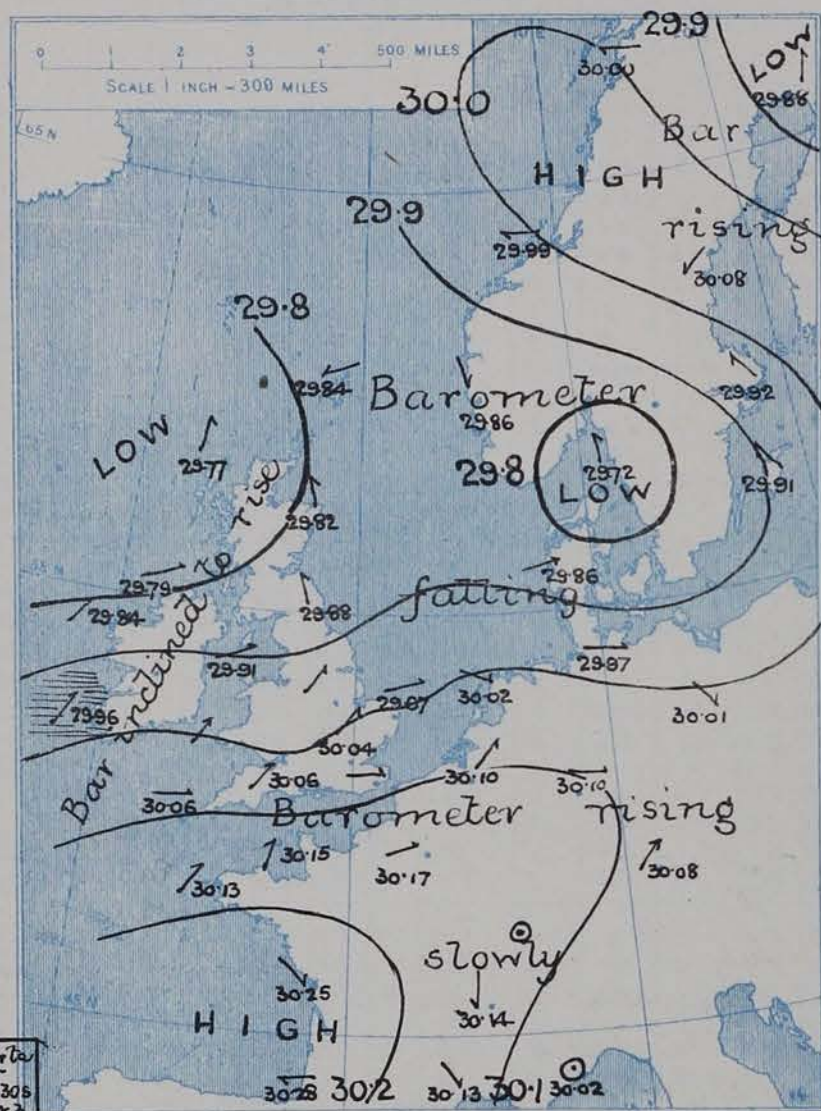 29.9
0 1 2 3 4 500 MILES
SCALE 1 INCH – 300 MILES
LOW
30.00
29.88
30.0
65 N
Bar
HIGH
29.9
rising
29.99
30.08
29.8
29.84
Barometer
29.92
29.86
LOW
29.77
29.8
29.72
LOW
29.91
29.82
29.79
29.86
29.84
29.88
falling
Bar inclined to rise
29.91
29.97
29.96
29.97
30.02
30.01
30.04
30.06
30.10
30.10
30.06
Barometer rising
30.15
30.13
30.17
30.08
slowly
30.25
45 N
30.14
HIGH
30.28
30.2
30.13
30.1
30.02